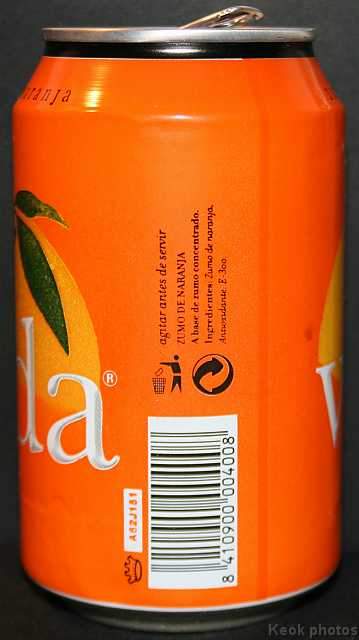 naranja
da®
agitar antes de servir
ZUMO DE NARANJA
A base de zumo concentrado.
Ingredientes: Zumo de naranja.
Antioxidante: E-300.
8 410900 004008
A62J151
Keok photos